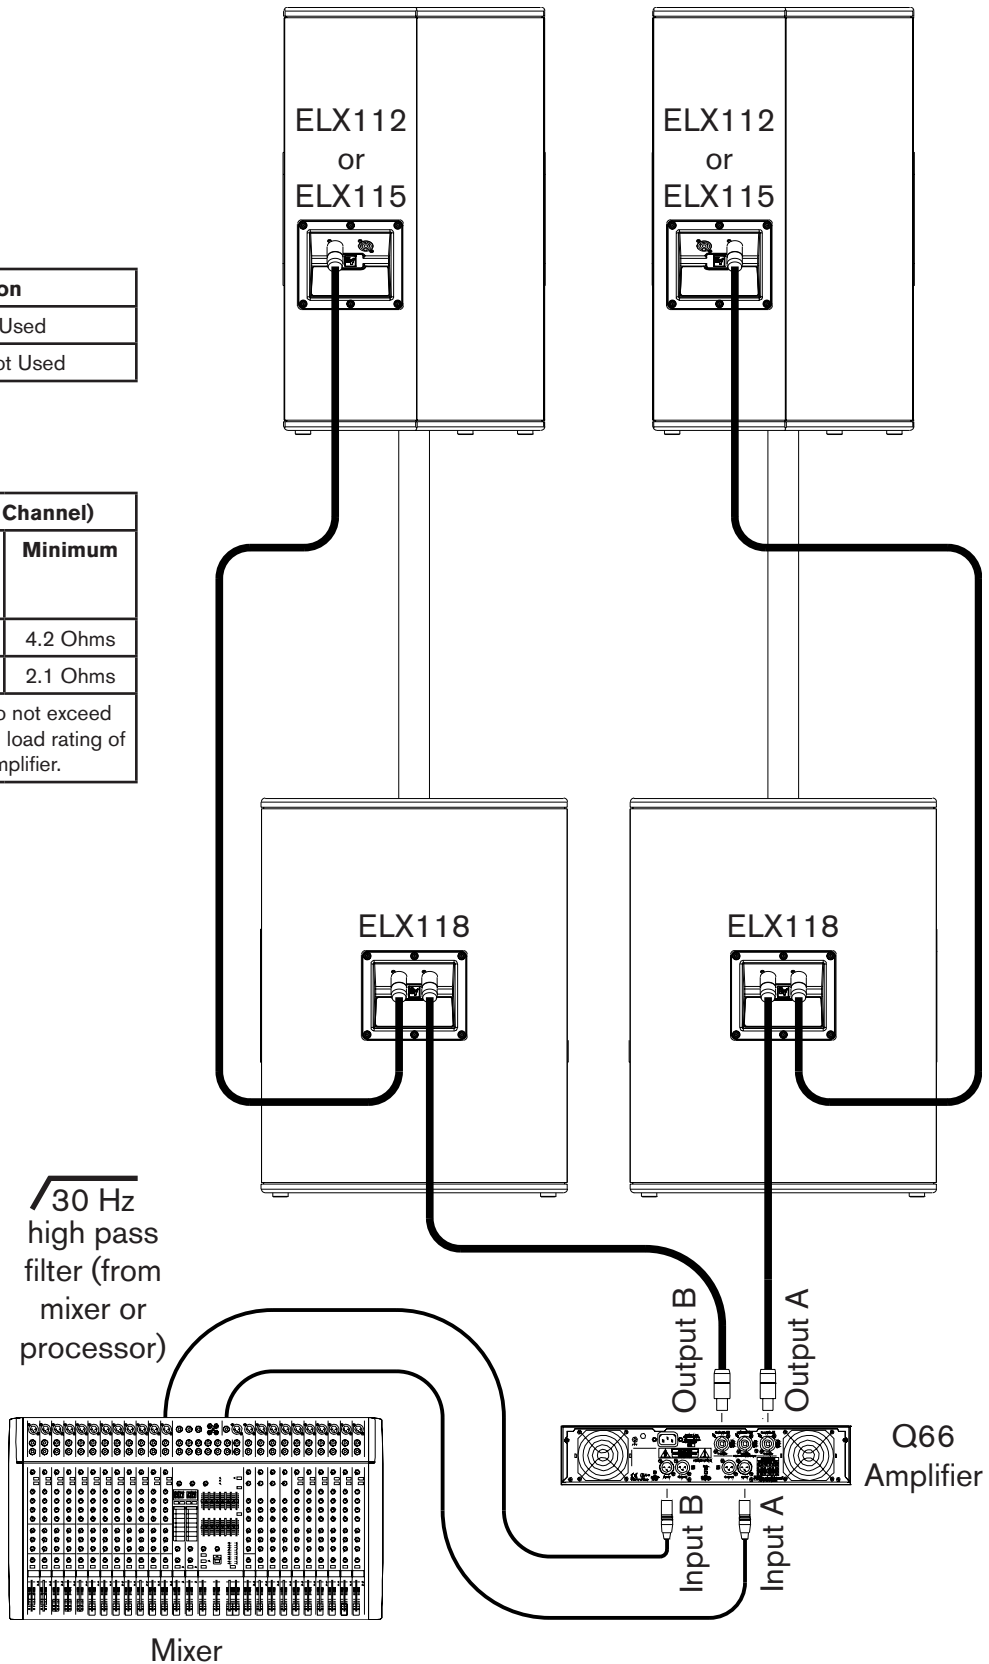 ELX112
or
ELX115
ELX112
or
ELX115
on
Used
ot Used
Channel)
Minimum
4.2 Ohms
2.1 Ohms
o not exceed
load rating of
mplifier.
ELX118
ELX118
30 Hz
high pass
filter (from
mixer or
processor)
Output B
Output A
Q66
Amplifier
Input B
Input A
Mixer